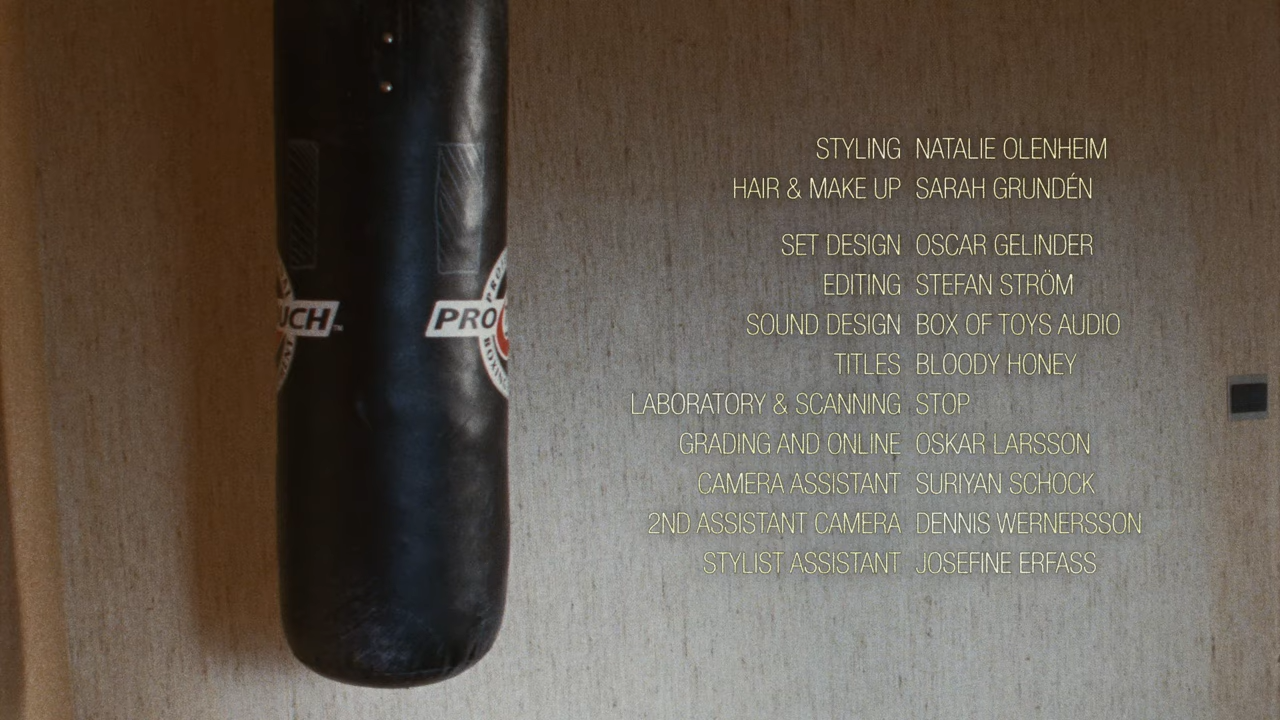 STYLING NATALIE OLENHEIM
HAIR & MAKE UP SARAH GRUNDÉN
SET DESIGN OSCAR GELINDER
EDITING STEFAN STRÖM
SOUND DESIGN BOX OF TOYS AUDIO
TITLES BLOODY HONEY
LABORATORY & SCANNING STOP
GRADING AND ONLINE OSKAR LARSSON
CAMERA ASSISTANT SURIYAN SCHOCK
2ND ASSISTANT CAMERA DENNIS WERNERSSON
STYLIST ASSISTANT JOSEFINE ERFASS
UCH™
PRO